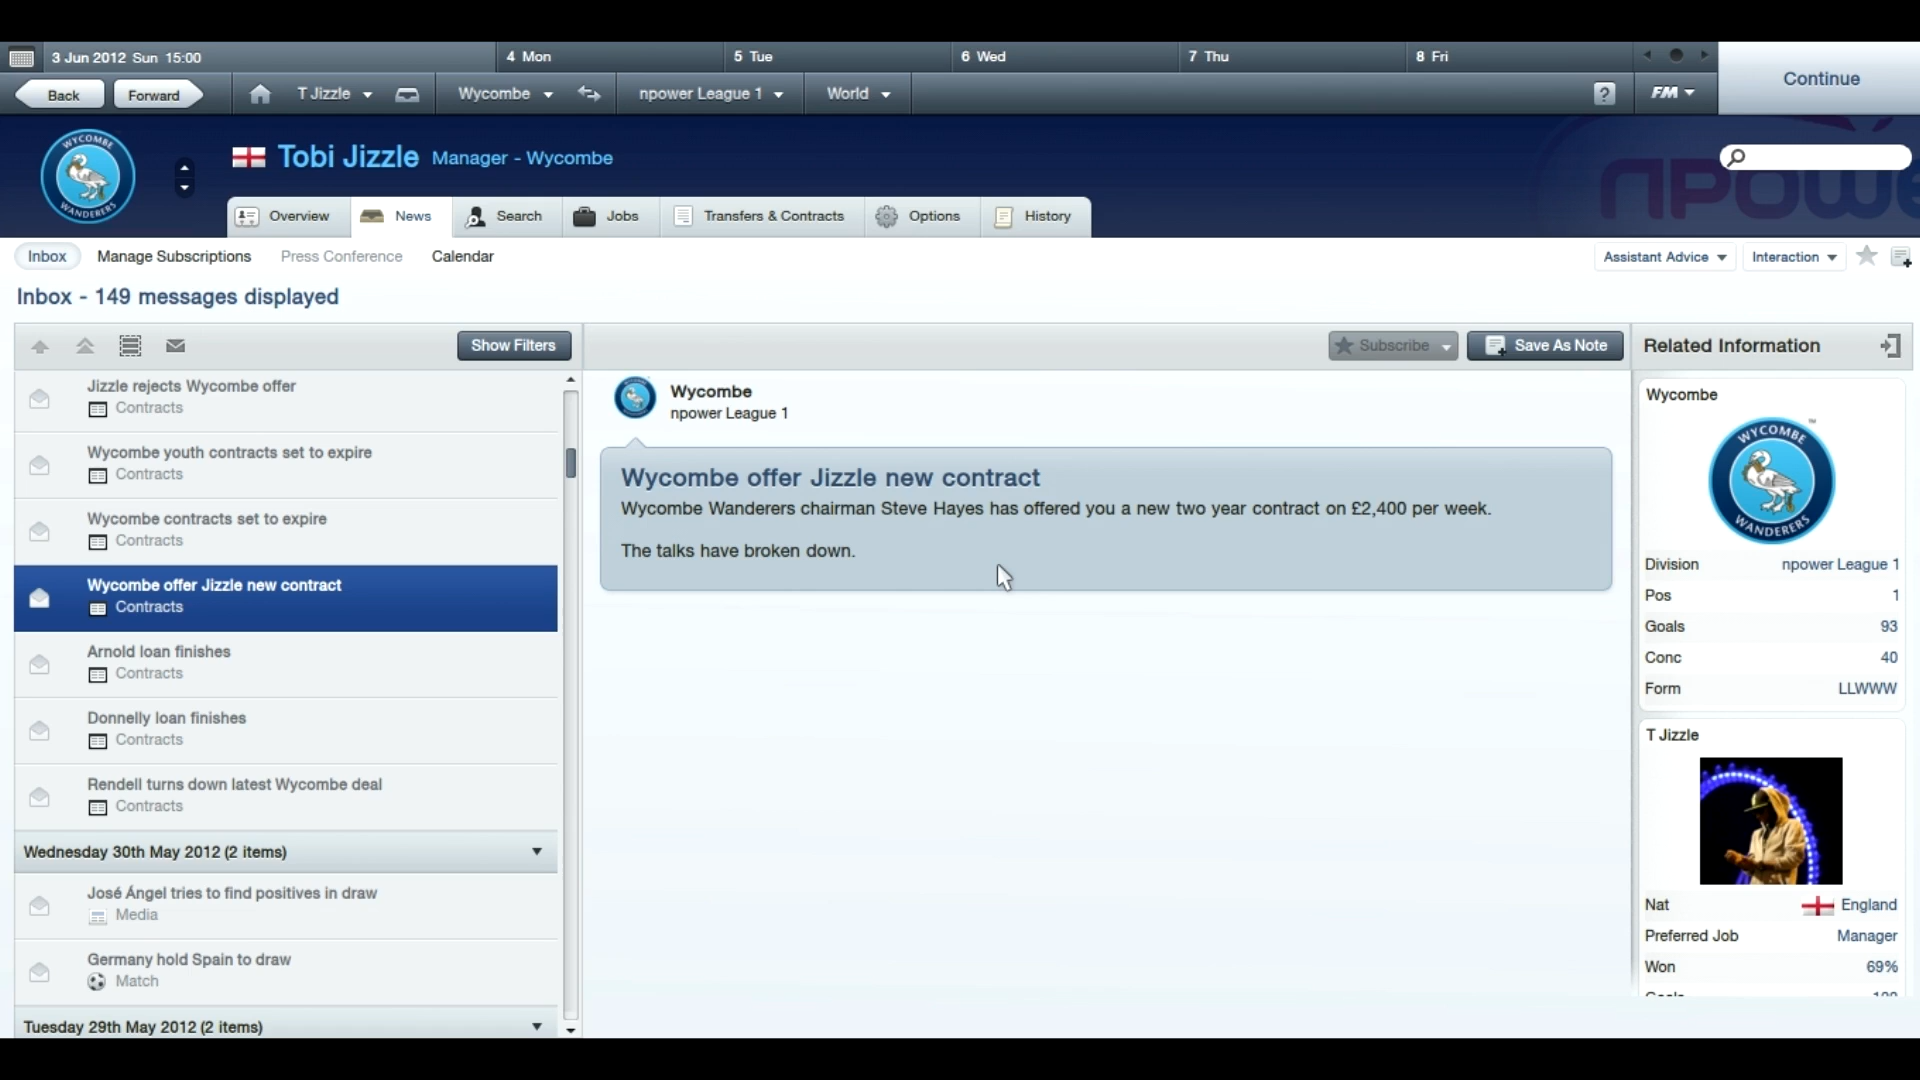 3 Jun 2012 Sun 15:00
4 Mon
5 Tue
6 Wed
7 Thu
8 Fri
Back
Forward
T Jizzle
Wycombe
npower League 1
World
?
FM
Continue
WYCOMBE
WANDERERS
Tobi Jizzle Manager - Wycombe
Overview
News
Search
Jobs
Transfers & Contracts
Options
History
Inbox
Manage Subscriptions
Press Conference
Calendar
Assistant Advice
Interaction
Inbox - 149 messages displayed
Show Filters
Subscribe
Save As Note
Related Information
Jizzle rejects Wycombe offer
Contracts
Wycombe youth contracts set to expire
Contracts
Wycombe contracts set to expire
Contracts
Wycombe offer Jizzle new contract
Contracts
Arnold loan finishes
Contracts
Donnelly loan finishes
Contracts
Rendell turns down latest Wycombe deal
Contracts
Wednesday 30th May 2012 (2 items)
José Ángel tries to find positives in draw
Media
Germany hold Spain to draw
Match
Tuesday 29th May 2012 (2 items)
Wycombe
npower League 1
Wycombe offer Jizzle new contract
Wycombe Wanderers chairman Steve Hayes has offered you a new two year contract on £2,400 per week.
The talks have broken down.
Wycombe
WYCOMBE
WANDERERS
Division npower League 1
Pos 1
Goals 93
Conc 40
Form LLWWW
T Jizzle
Nat England
Preferred Job Manager
Won 69%